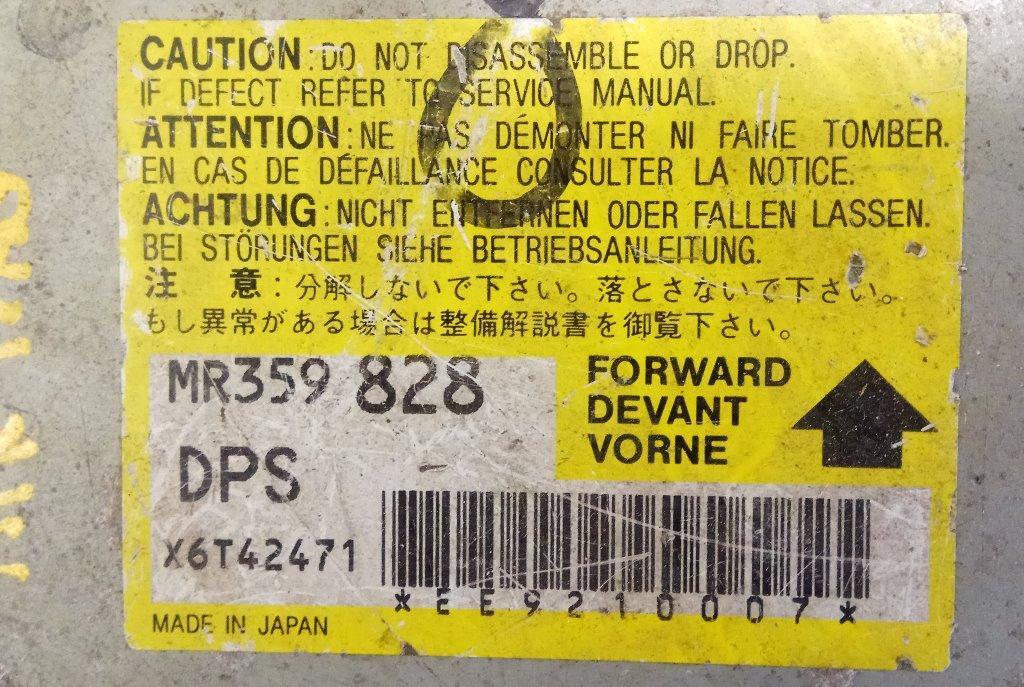 CAUTION:DO NOT DISASSEMBLE OR DROP.
IF DEFECT REFER TO SERVICE MANUAL.
ATTENTION:NE PAS DÉMONTER NI FAIRE TOMBER.
EN CAS DE DÉFAILLANCE CONSULTER LA NOTICE.
ACHTUNG:NICHT ENTFERNEN ODER FALLEN LASSEN.
BEI STÖRUNGEN SIEHE BETRIEBSANLEITUNG.
注 意:分解しないで下さい。落とさないで下さい。
もし異常がある場合は整備解説書を御覧下さい。
MR359 828
FORWARD
DEVANT
VORNE
DPS
X6T42471
*EE9210007*
MADE IN JAPAN